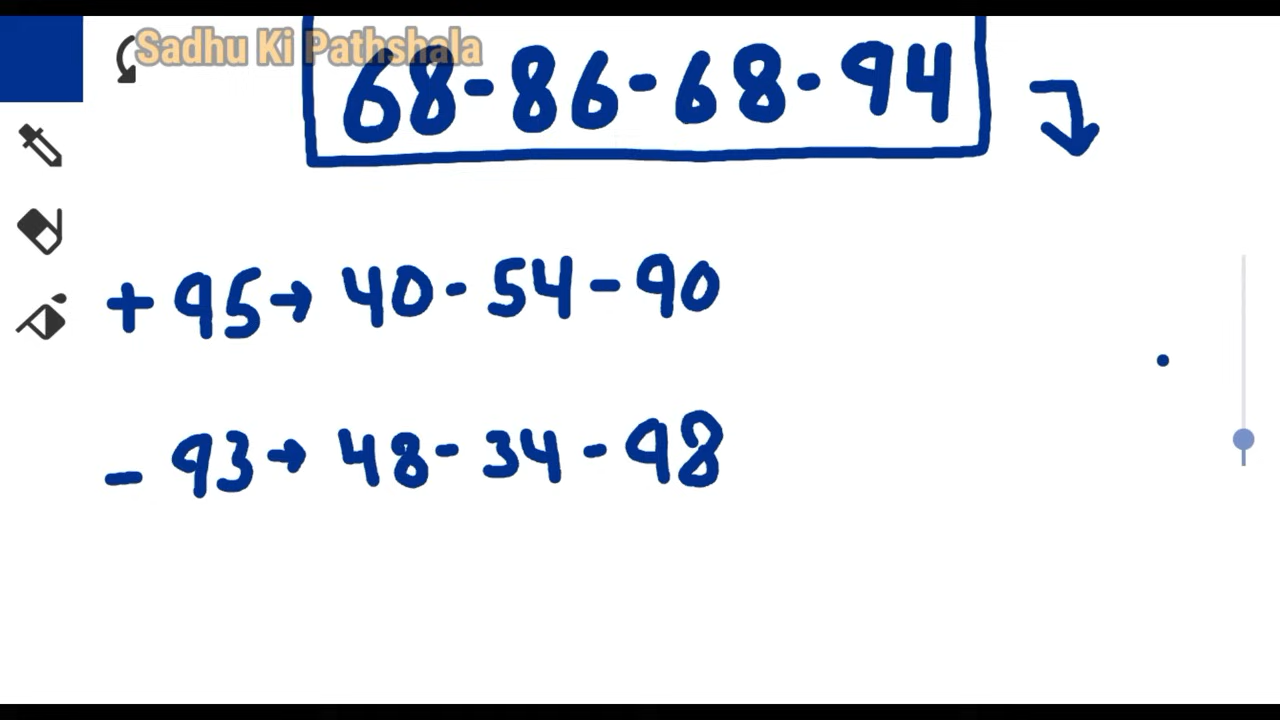 Sadhu Ki Pathshala
68-86-68-94
+ 95→ 40-54-90
- 93→ 48-34-98